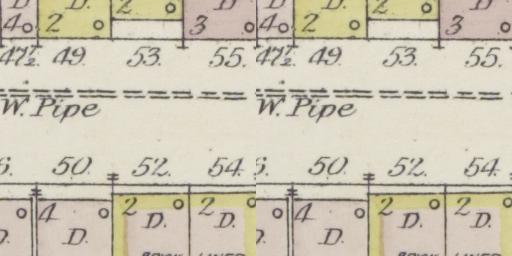 D. D. 2 D. D. D. 2 D.
4 2 3 4 2 3
47½ 49. 53. 55. 47½ 49. 53. 55.
W. Pipe W. Pipe
6. 50. 52. 54. 6. 50. 52. 54.
4 2 2 4 2 2
D. D. D. D. D. D. D. D.